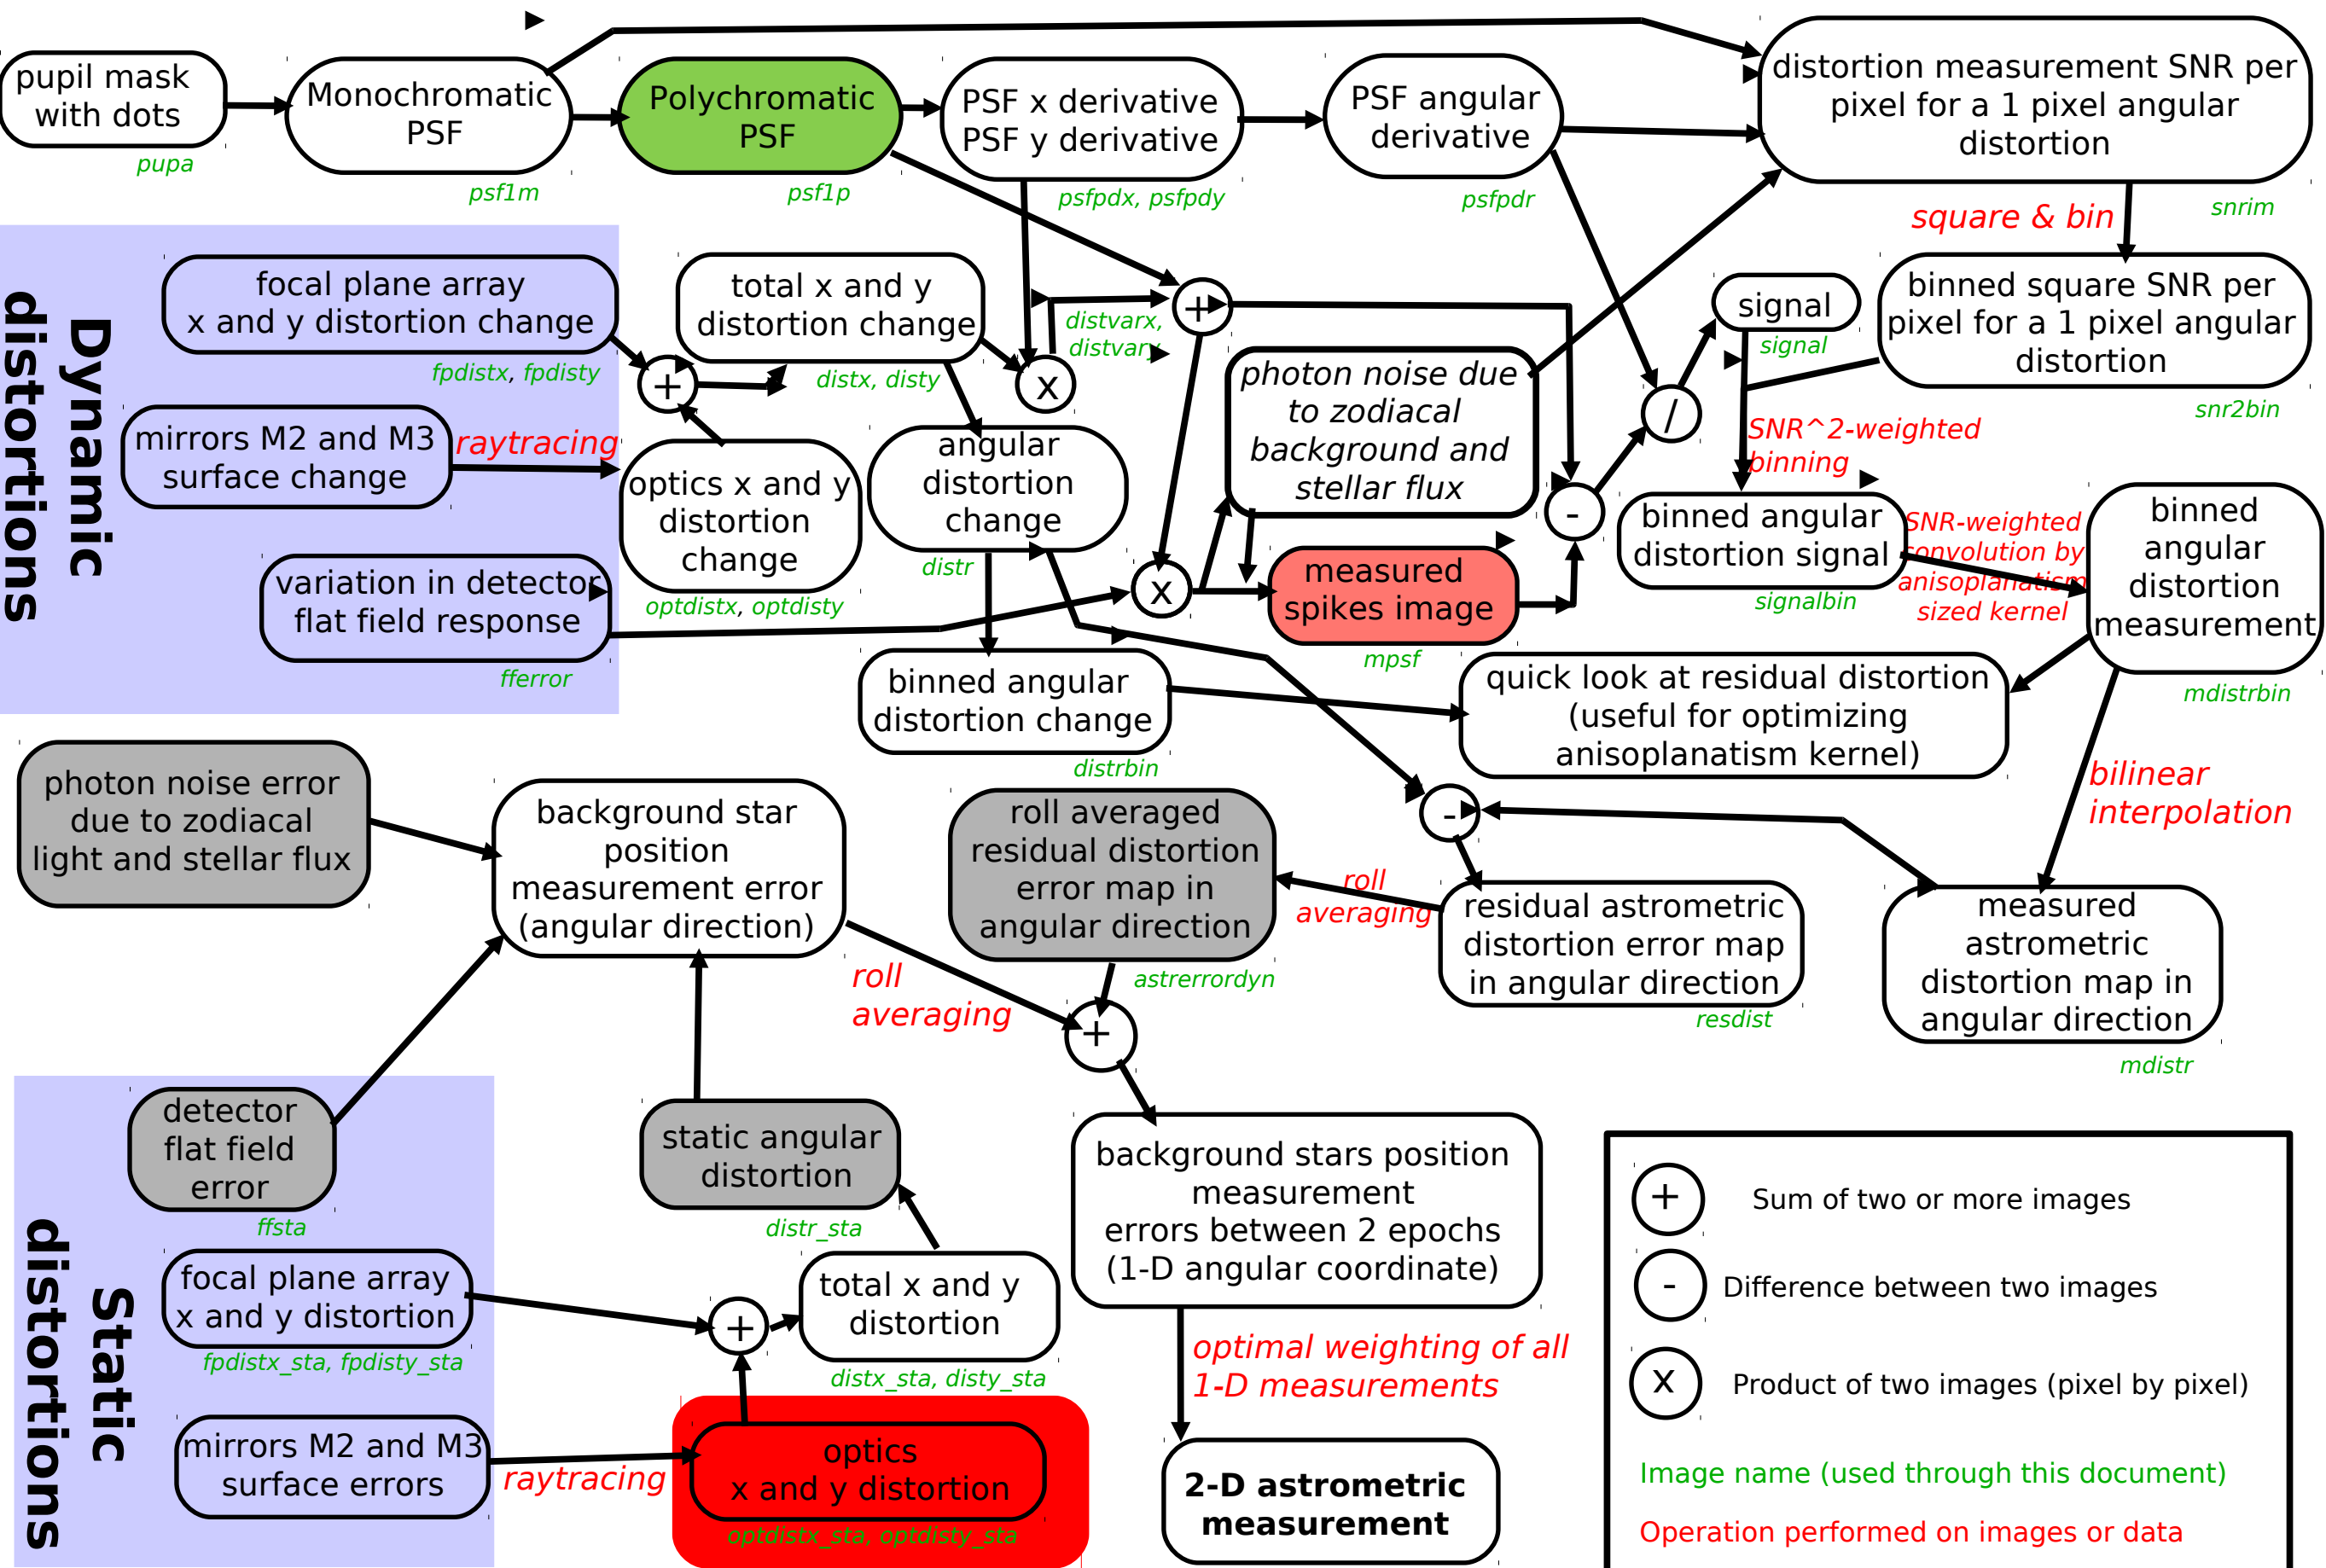 pupil mask
with dots
pupa
Monochromatic
PSF
psf1m
Polychromatic
PSF
psf1p
PSF x derivative
PSF y derivative
psfpdx, psfpdy
PSF angular
derivative
psfpdr
distortion measurement SNR per
pixel for a 1 pixel angular
distortion
snrim
square & bin
Dynamic
distortions
focal plane array
x and y distortion change
fpdistx, fpdisty
mirrors M2 and M3
surface change
raytracing
variation in detector
flat field response
fferror
+
total x and y
distortion change
distx, disty
optics x and y
distortion
change
optdistx, optdisty
x
distvarx,
distvary
+
angular
distortion
change
distr
photon noise due
to zodiacal
background and
stellar flux
x
measured
spikes image
mpsf
-
/
signal
signal
binned square SNR per
pixel for a 1 pixel angular
distortion
snr2bin
SNR^2-weighted
binning
binned angular
distortion signal
signalbin
SNR-weighted
convolution by
anisoplanatism
sized kernel
binned
angular
distortion
measurement
mdistrbin
binned angular
distortion change
distrbin
quick look at residual distortion
(useful for optimizing
anisoplanatism kernel)
bilinear
interpolation
photon noise error
due to zodiacal
light and stellar flux
background star
position
measurement error
(angular direction)
roll
averaging
roll averaged
residual distortion
error map in
angular direction
astrerrordyn
roll
averaging
-
residual astrometric
distortion error map
in angular direction
resdist
measured
astrometric
distortion map in
angular direction
mdistr
+
Static
distortions
detector
flat field
error
ffsta
focal plane array
x and y distortion
fpdistx_sta, fpdisty_sta
mirrors M2 and M3
surface errors
raytracing
static angular
distortion
distr_sta
+
total x and y
distortion
distx_sta, disty_sta
optics
x and y distortion
optdistx_sta, optdisty_sta
background stars position
measurement
errors between 2 epochs
(1-D angular coordinate)
optimal weighting of all
1-D measurements
2-D astrometric
measurement
+ Sum of two or more images
- Difference between two images
x Product of two images (pixel by pixel)
Image name (used through this document)
Operation performed on images or data